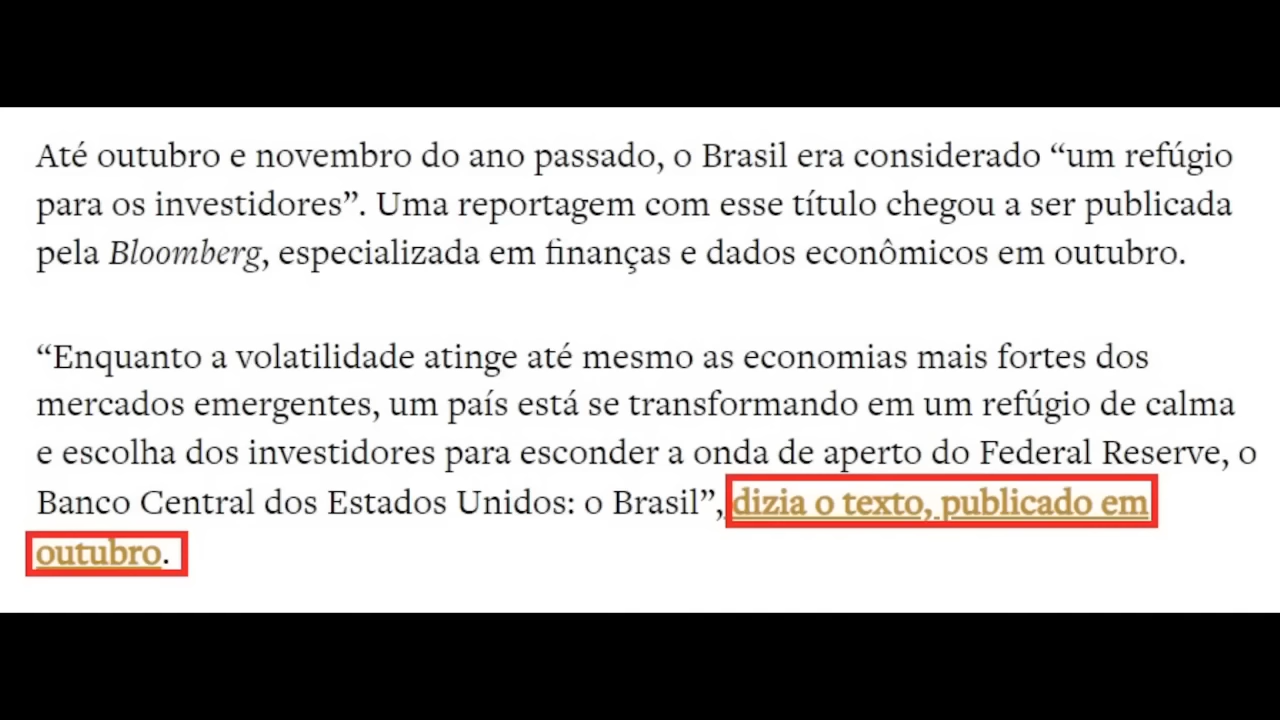 Até outubro e novembro do ano passado, o Brasil era considerado “um refúgio
para os investidores”. Uma reportagem com esse título chegou a ser publicada
pela Bloomberg, especializada em finanças e dados econômicos em outubro.
“Enquanto a volatilidade atinge até mesmo as economias mais fortes dos
mercados emergentes, um país está se transformando em um refúgio de calma
e escolha dos investidores para esconder a onda de aperto do Federal Reserve, o
Banco Central dos Estados Unidos: o Brasil”, dizia o texto, publicado em
outubro.